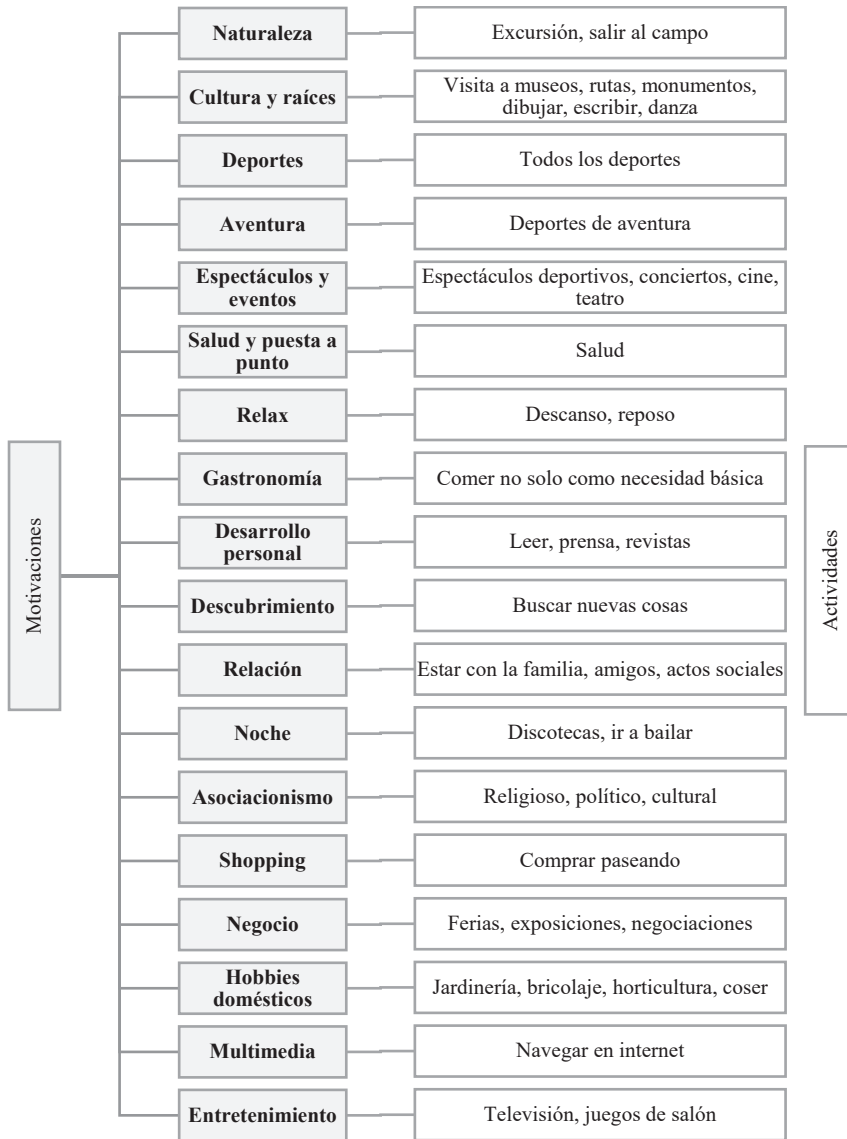 Naturaleza
Excursión, salir al campo
Cultura y raíces
Visita a museos, rutas, monumentos,
dibujar, escribir, danza
Deportes
Todos los deportes
Aventura
Deportes de aventura
Espectáculos y
eventos
Espectáculos deportivos, conciertos, cine,
teatro
Salud y puesta a
punto
Salud
Relax
Descanso, reposo
Gastronomía
Comer no solo como necesidad básica
Desarrollo
personal
Leer, prensa, revistas
Descubrimiento
Buscar nuevas cosas
Relación
Estar con la familia, amigos, actos sociales
Noche
Discotecas, ir a bailar
Asociacionismo
Religioso, político, cultural
Shopping
Comprar paseando
Negocio
Ferias, exposiciones, negociaciones
Hobbies
domésticos
Jardinería, bricolaje, horticultura, coser
Multimedia
Navegar en internet
Entretenimiento
Televisión, juegos de salón
Motivaciones
Actividades